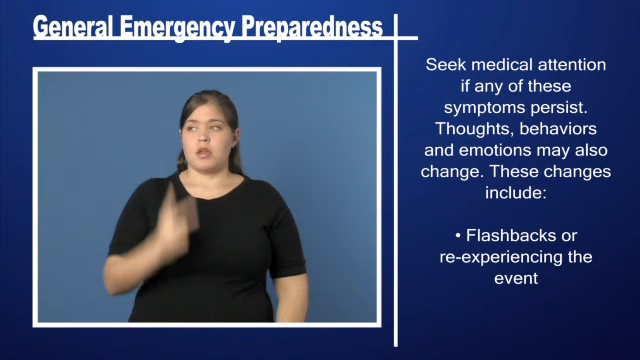 General Emergency Preparedness
Seek medical attention
if any of these
symptoms persist.
Thoughts, behaviors
and emotions may also
change. These changes
include:
• Flashbacks or
re-experiencing the
event